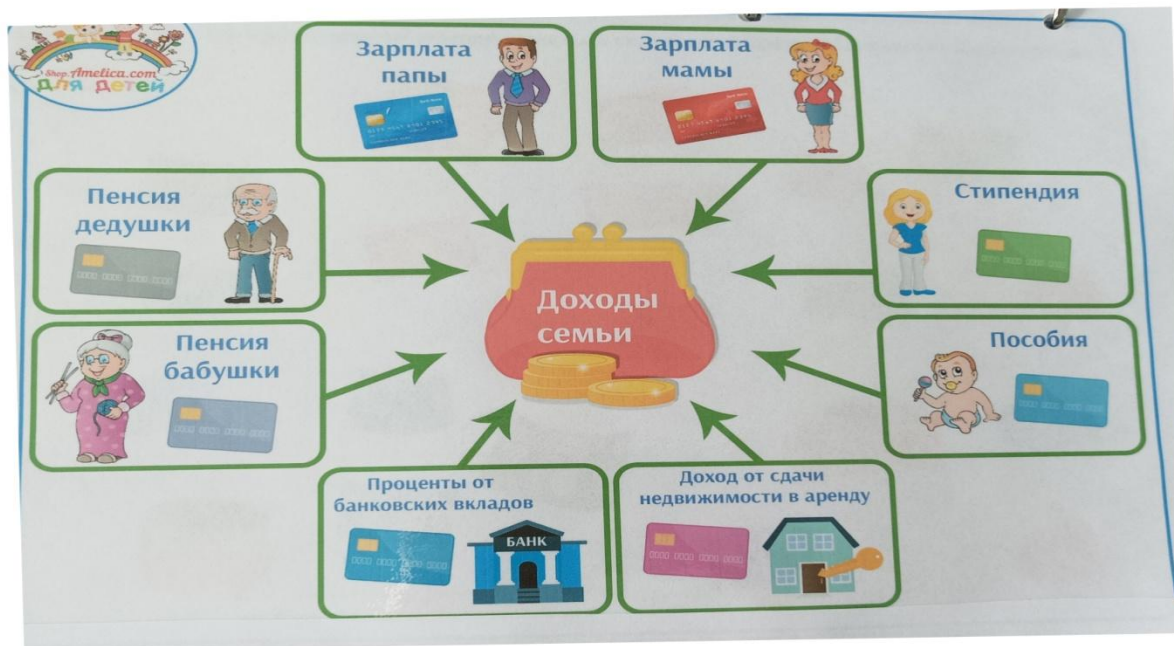 Shop.Amelica.com
для детей
Зарплата
папы
Зарплата
мамы
Пенсия
дедушки
Стипендия
Доходы
семьи
Пенсия
бабушки
Пособия
Проценты от
банковских вкладов
БАНК
Доход от сдачи
недвижимости в аренду